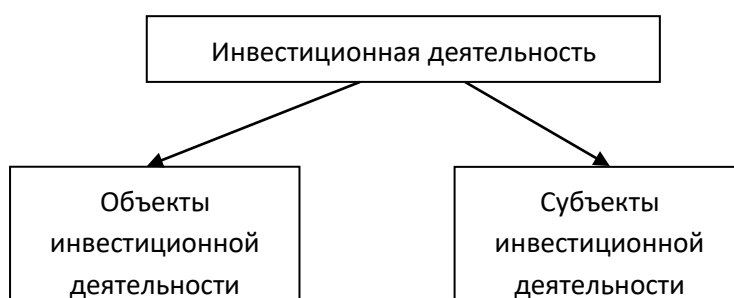 Инвестиционная деятельность
Объекты
инвестиционной
деятельности
Субъекты
инвестиционной
деятельности